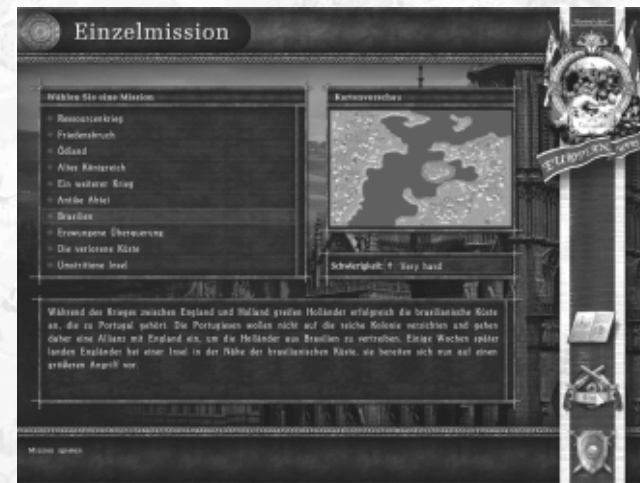 Einzelmission
Wählen Sie eine Mission
Ressourcenkrieg
Friedensbruch
Ödland
Altes Königreich
Ein weiterer Krieg
Antike Abtei
Brasilien
Erzwungene Überquerung
Die verlorene Küste
Umstrittene Insel
Kartenvorschau
Schwierigkeit: Very hard
Während des Krieges zwischen England und Holland greifen Holländer erfolgreich die brasilianische Küste
an, die zu Portugal gehört. Die Portugiesen wollen nicht auf die reiche Kolonie verzichten und gehen
daher eine Allianz mit England ein, um die Holländer aus Brasilien zu vertreiben. Einige Wochen später
landen Engländer bei einer Insel in der Nähe der brasilianischen Küste, sie bereiten sich nun auf einen
größeren Angriff vor.
EUROPEAN